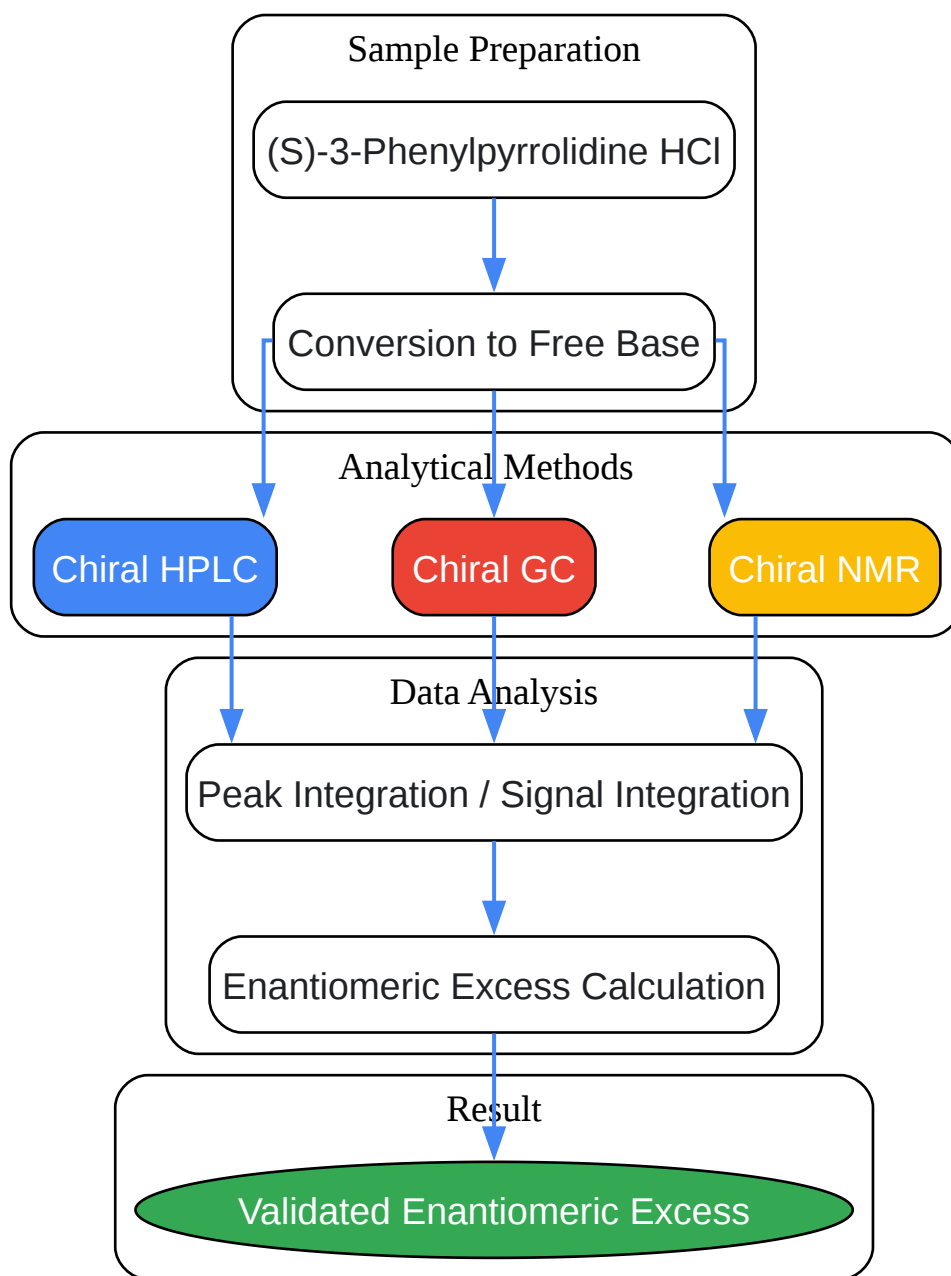 Sample Preparation
(S)-3-Phenylpyrrolidine HCl
Conversion to Free Base
Analytical Methods
Chiral HPLC
Chiral GC
Chiral NMR
Data Analysis
Peak Integration / Signal Integration
Enantiomeric Excess Calculation
Result
Validated Enantiomeric Excess